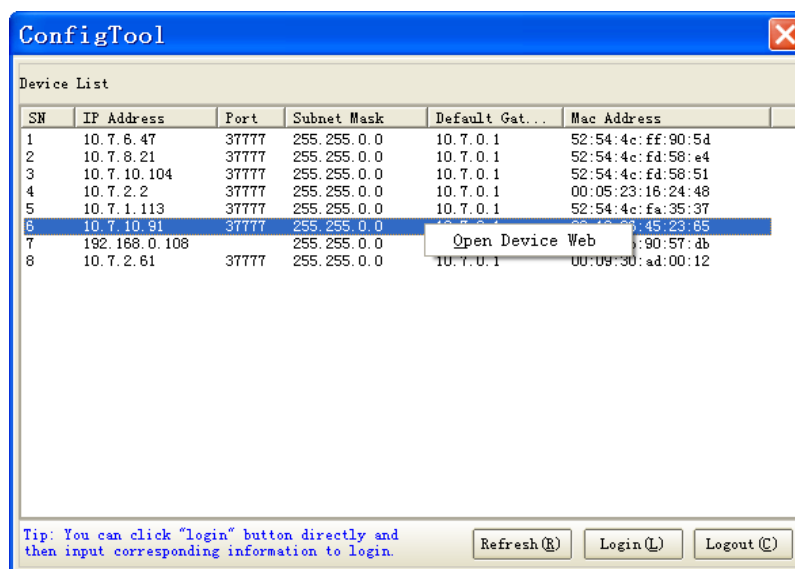 ConfigTool
Device List
SN IP Address Port Subnet Mask Default Gat... Mac Address
1 10.7.6.47 37777 255.255.0.0 10.7.0.1 52:54:4c:ff:90:5d
2 10.7.8.21 37777 255.255.0.0 10.7.0.1 52:54:4c:fd:58:e4
3 10.7.10.104 37777 255.255.0.0 10.7.0.1 52:54:4c:fd:58:51
4 10.7.2.2 37777 255.255.0.0 10.7.0.1 00:05:23:16:24:48
5 10.7.1.113 37777 255.255.0.0 10.7.0.1 52:54:4c:fa:35:37
6 10.7.10.91 37777 255.255.0.0 :45:23:65
Open Device Web
7 192.168.0.108 255.255.0.0 :90:57:db
8 10.7.2.61 37777 255.255.0.0 10.7.0.1 00:09:30:ad:00:12
Tip: You can click "login" button directly and
then input corresponding information to login.
Refresh(R) Login(L) Logout(C)